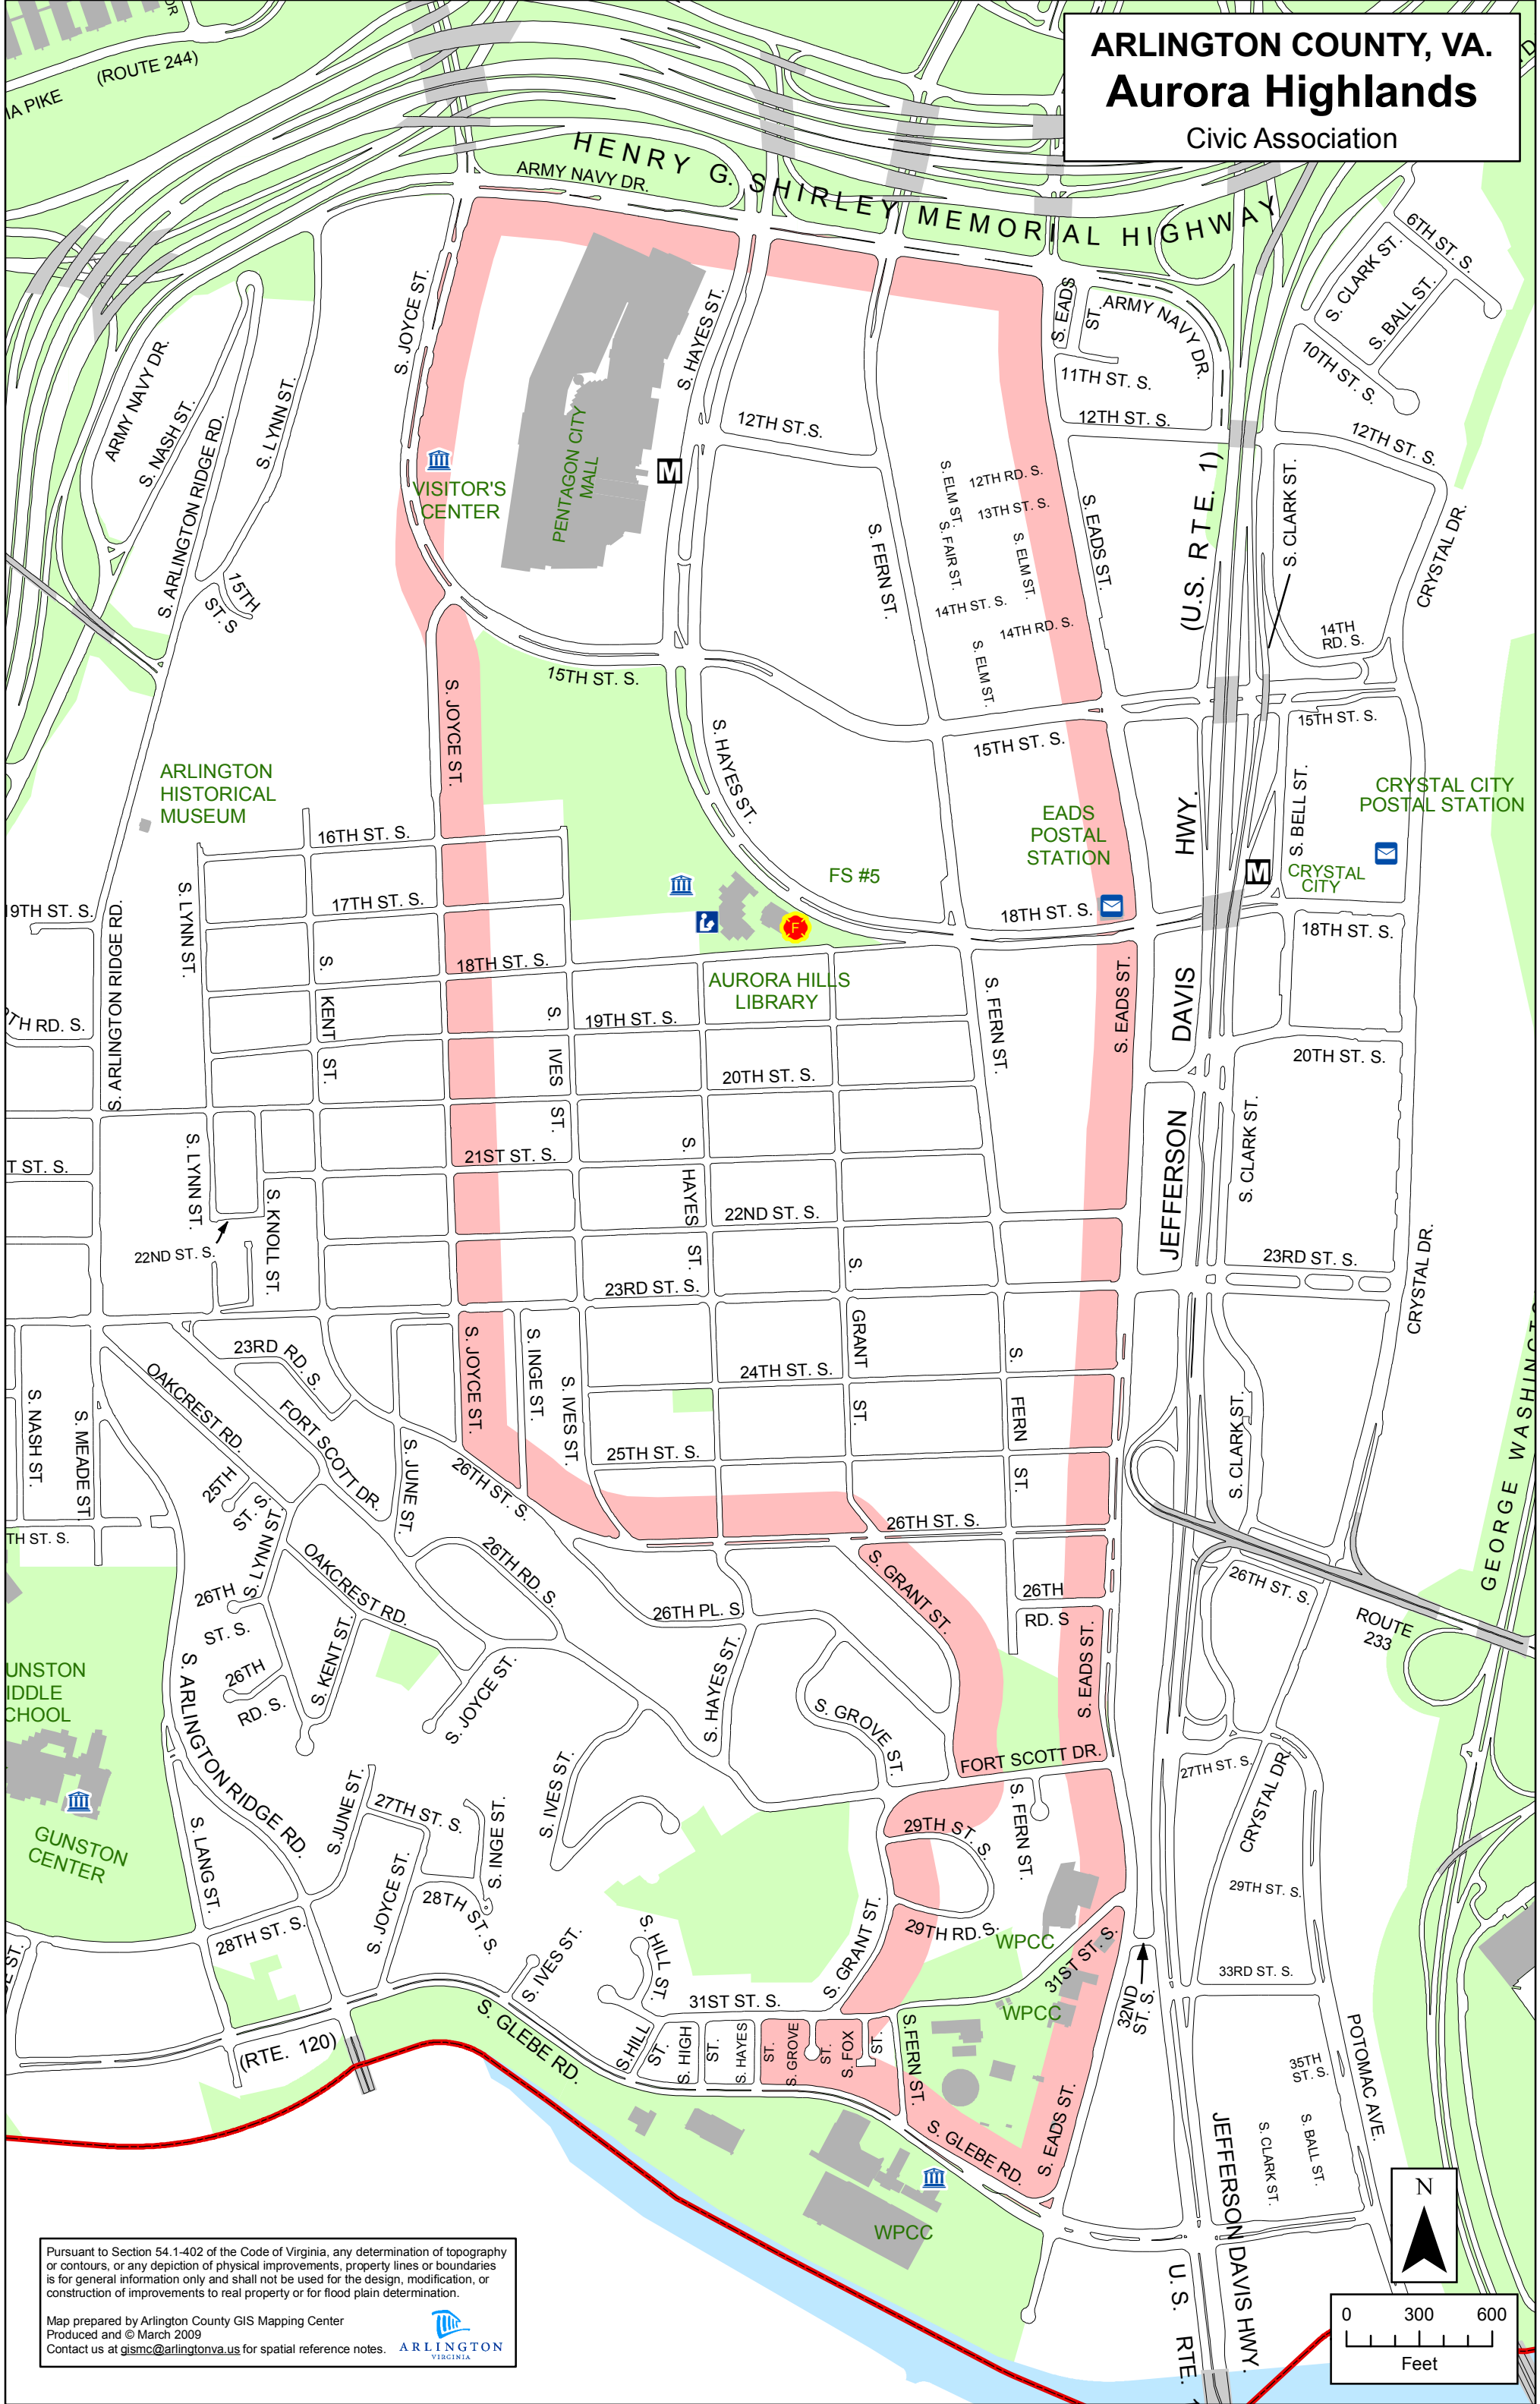 ARLINGTON COUNTY, VA.
Aurora Highlands
Civic Association
(ROUTE 244)
IA PIKE
HENRY G. SHIRLEY MEMORIAL HIGHWAY
ARMY NAVY DR.
6TH ST. S.
S. CLARK ST.
S. BALL ST.
10TH ST. S.
S. EADS
ST.
ARMY NAVY DR.
11TH ST. S.
12TH ST. S.
12TH ST. S.
S. JOYCE ST.
S. HAYES ST.
ARMY NAVY DR.
S. NASH ST.
S. ARLINGTON RIDGE RD.
S. LYNN ST.
15TH
ST. S
PENTAGON CITY
MALL
M
VISITOR'S
CENTER
12TH ST.S.
S. FERN ST.
S. ELM ST.
12TH RD. S.
13TH ST. S.
S. FAIR ST.
S. ELM ST.
14TH ST. S.
14TH RD. S.
S. ELM ST.
S. EADS ST.
(U.S. RTE. 1)
S. CLARK ST.
CRYSTAL DR.
14TH
RD. S.
15TH ST. S.
15TH ST. S.
15TH ST. S.
S. JOYCE ST.
S. HAYES ST.
ARLINGTON
HISTORICAL
MUSEUM
EADS
POSTAL
STATION
HWY.
S. BELL ST.
CRYSTAL CITY
POSTAL STATION
M
CRYSTAL
CITY
FS #5
F
16TH ST. S.
17TH ST. S.
18TH ST. S.
18TH ST. S.
18TH ST. S.
19TH ST. S.
S. LYNN ST.
S. ARLINGTON RIDGE RD.
S.
KENT
ST.
AURORA HILLS
LIBRARY
S.
IVES
ST.
19TH ST. S.
20TH ST. S.
S. FERN ST.
S. EADS ST.
DAVIS
20TH ST. S.
TH RD. S.
T ST. S.
21ST ST. S.
S. LYNN ST.
S. KNOLL ST.
22ND ST. S.
S.
HAYES
ST.
22ND ST. S.
JEFFERSON
S. CLARK ST.
23RD ST. S.
23RD ST. S.
CRYSTAL DR.
S.
GRANT
ST.
23RD RD. S.
S. JOYCE ST.
S. INGE ST.
S. IVES ST.
24TH ST. S.
S.
FERN
ST.
OAKCREST RD.
FORT SCOTT DR.
S. NASH ST.
S. MEADE ST.
25TH
ST. S.
S. JUNE ST.
26TH ST. S.
25TH ST. S.
S. CLARK ST.
GEORGE WASHINGT
TH ST. S.
S. LYNN ST.
OAKCREST RD.
26TH RD. S.
26TH ST. S.
26TH
ST. S.
S. KENT ST.
26TH
RD. S.
26TH PL. S.
S. GRANT ST.
26TH
RD. S
26TH ST. S.
ROUTE
233
UNSTON
IDDLE
CHOOL
S. ARLINGTON RIDGE RD.
S. JOYCE ST.
S. HAYES ST.
S. GROVE ST.
S. EADS ST.
FORT SCOTT DR.
27TH ST. S.
CRYSTAL DR.
S. IVES ST.
S.JUNE ST.
27TH ST. S.
S. INGE ST.
S. FERN ST.
29TH ST. S.
29TH ST. S.
GUNSTON
CENTER
S. LANG ST.
S. JOYCE ST.
28TH ST. S.
28TH ST. S.
29TH RD. S.
WPCC
S. GRANT ST.
S. IVES ST.
S. HILL ST.
31ST ST. S.
31ST ST. S.
WPCC
32ND
ST. S.
33RD ST. S.
(RTE. 120)
S. GLEBE RD.
S.HILL
ST.
S. HIGH
ST.
S. HAYES
ST.
S. GROVE
ST.
S. FOX
ST.
S.FERN ST.
POTOMAC AVE.
35TH
ST. S.
S. GLEBE RD.
S. EADS ST.
S. CLARK ST.
S. BALL ST.
JEFFERSON DAVIS HWY.
WPCC
U. S. RTE.
N
0 300 600
Feet
Pursuant to Section 54.1-402 of the Code of Virginia, any determination of topography
or contours, or any depiction of physical improvements, property lines or boundaries
is for general information only and shall not be used for the design, modification, or
construction of improvements to real property or for flood plain determination.
Map prepared by Arlington County GIS Mapping Center
Produced and © March 2009
Contact us at gismc@arlingtonva.us for spatial reference notes.
ARLINGTON
VIRGINIA